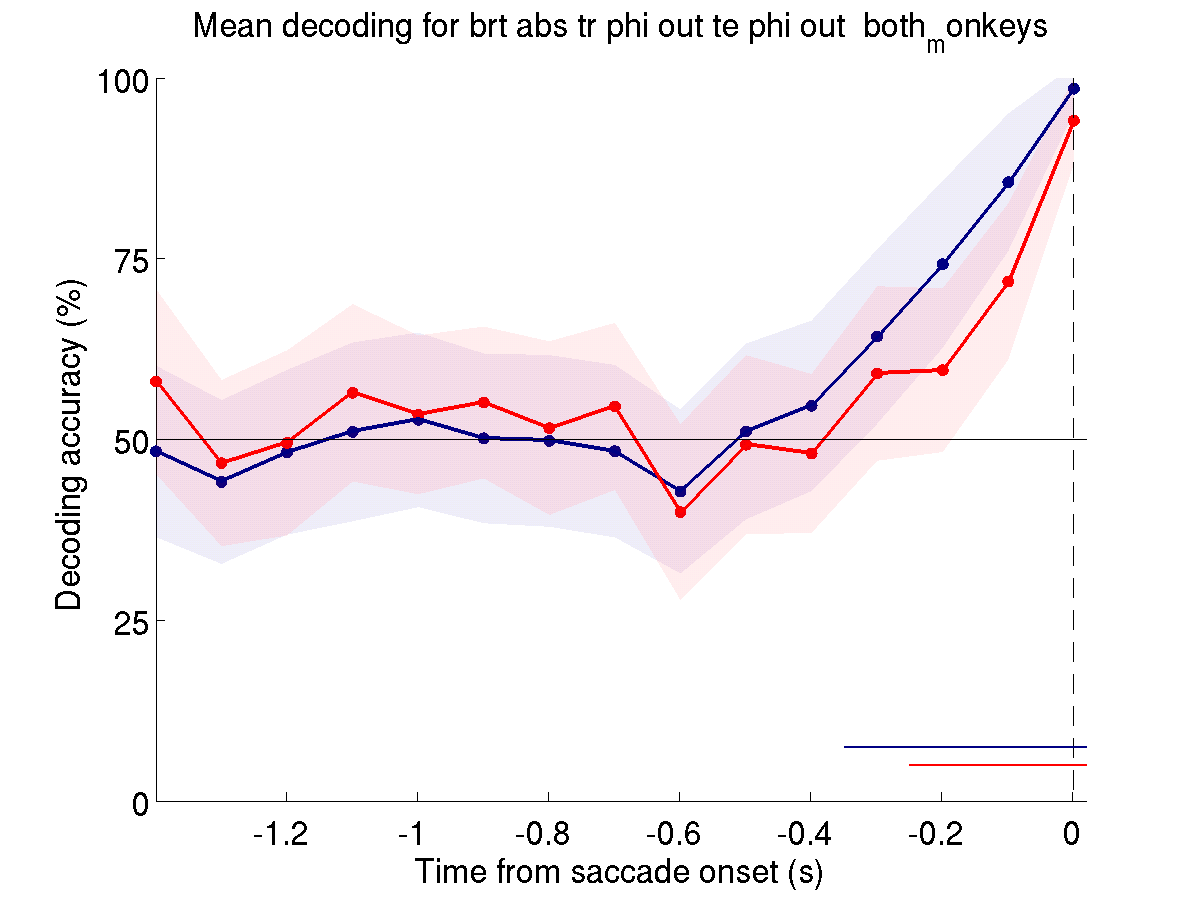 Mean decoding for brt abs tr phi out te phi out both_monkeys
100
75
50
25
0
Decoding accuracy (%)
-1.2 -1 -0.8 -0.6 -0.4 -0.2 0
Time from saccade onset (s)